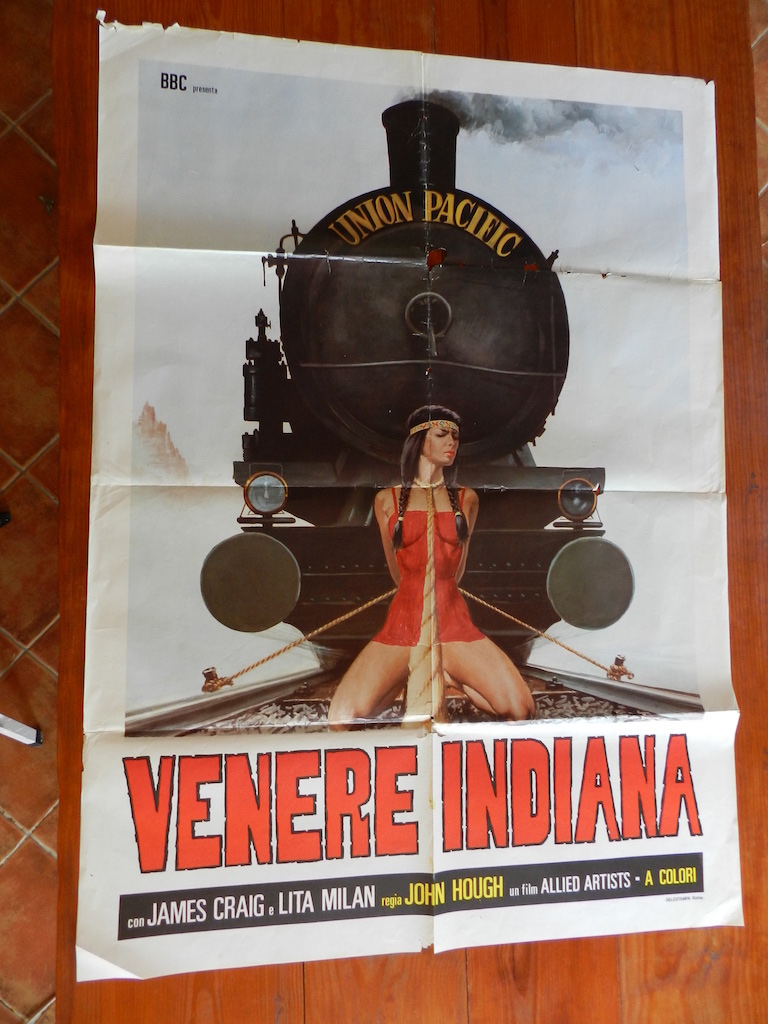 BBC presenta
UNION PACIFIC
VENERE INDIANA
con JAMES CRAIG e LITA MILAN regia JOHN HOUGH un film ALLIED ARTISTS - A COLORI